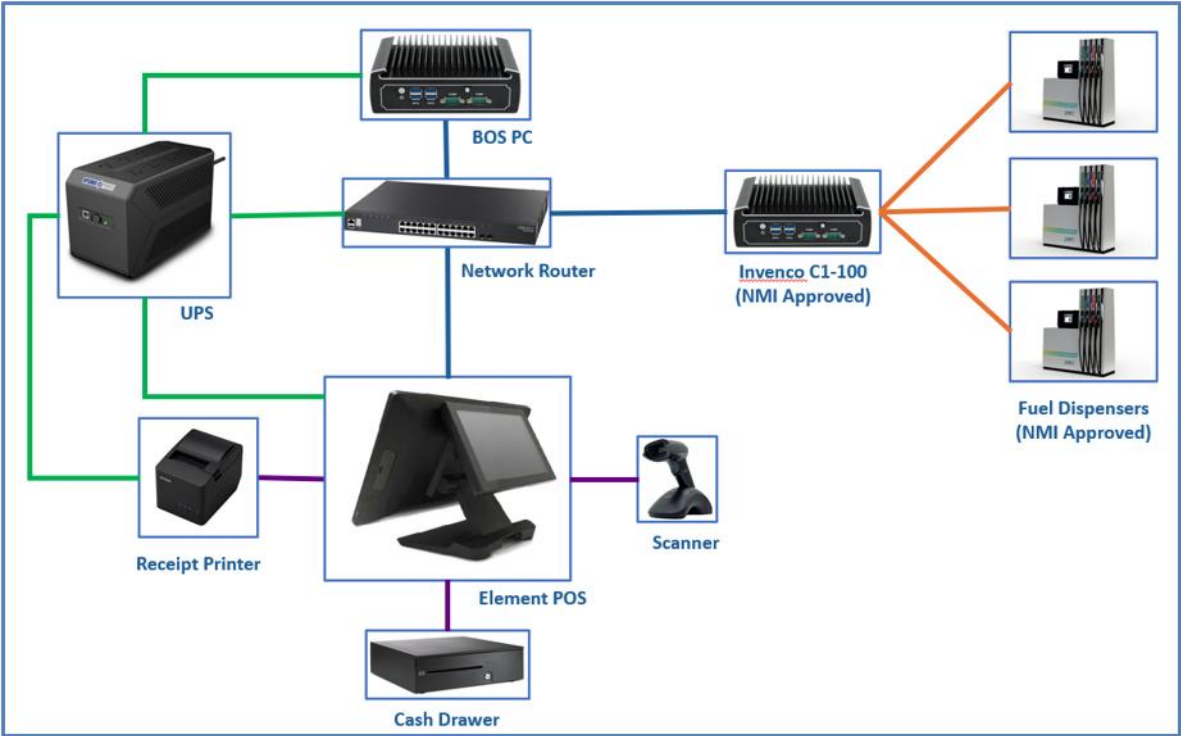 BOS PC
Network Router
UPS
Invenco C1-100
(NMI Approved)
Fuel Dispensers
(NMI Approved)
Receipt Printer
Element POS
Scanner
Cash Drawer